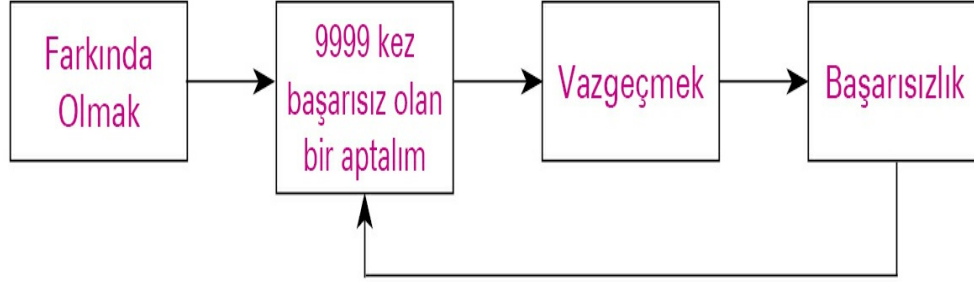 Farkında
Olmak
9999 kez
başarısız olan
bir aptalım
Vazgeçmek
Başarısızlık